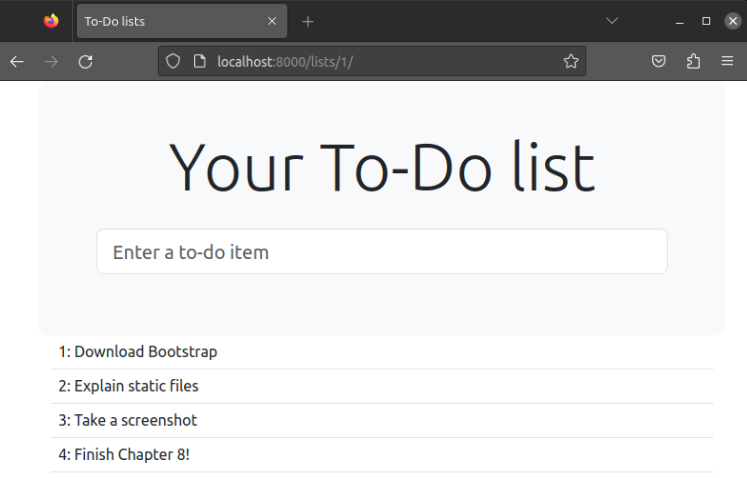 To-Do lists
localhost:8000/lists/1/
Your To-Do list
Enter a to-do item
1: Download Bootstrap
2: Explain static files
3: Take a screenshot
4: Finish Chapter 8!